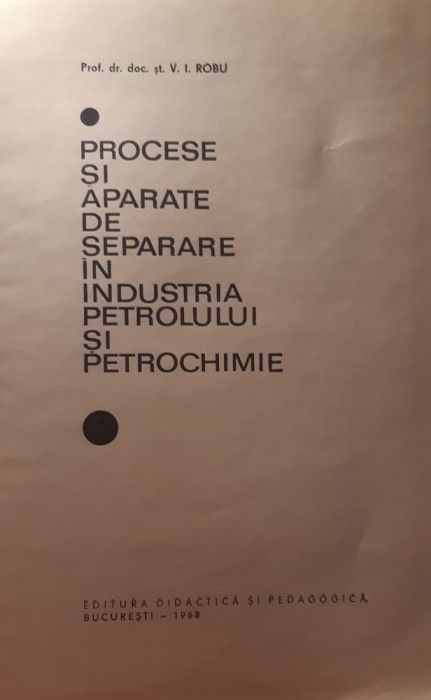 Prof. dr. doc. șt. V. I. ROBU
PROCESE
ȘI
APARATE
DE
SEPARARE
ÎN
INDUSTRIA
PETROLULUI
ȘI
PETROCHIMIE
EDITURA DIDACTICĂ ȘI PEDAGOGICĂ
BUCUREȘTI – 1968